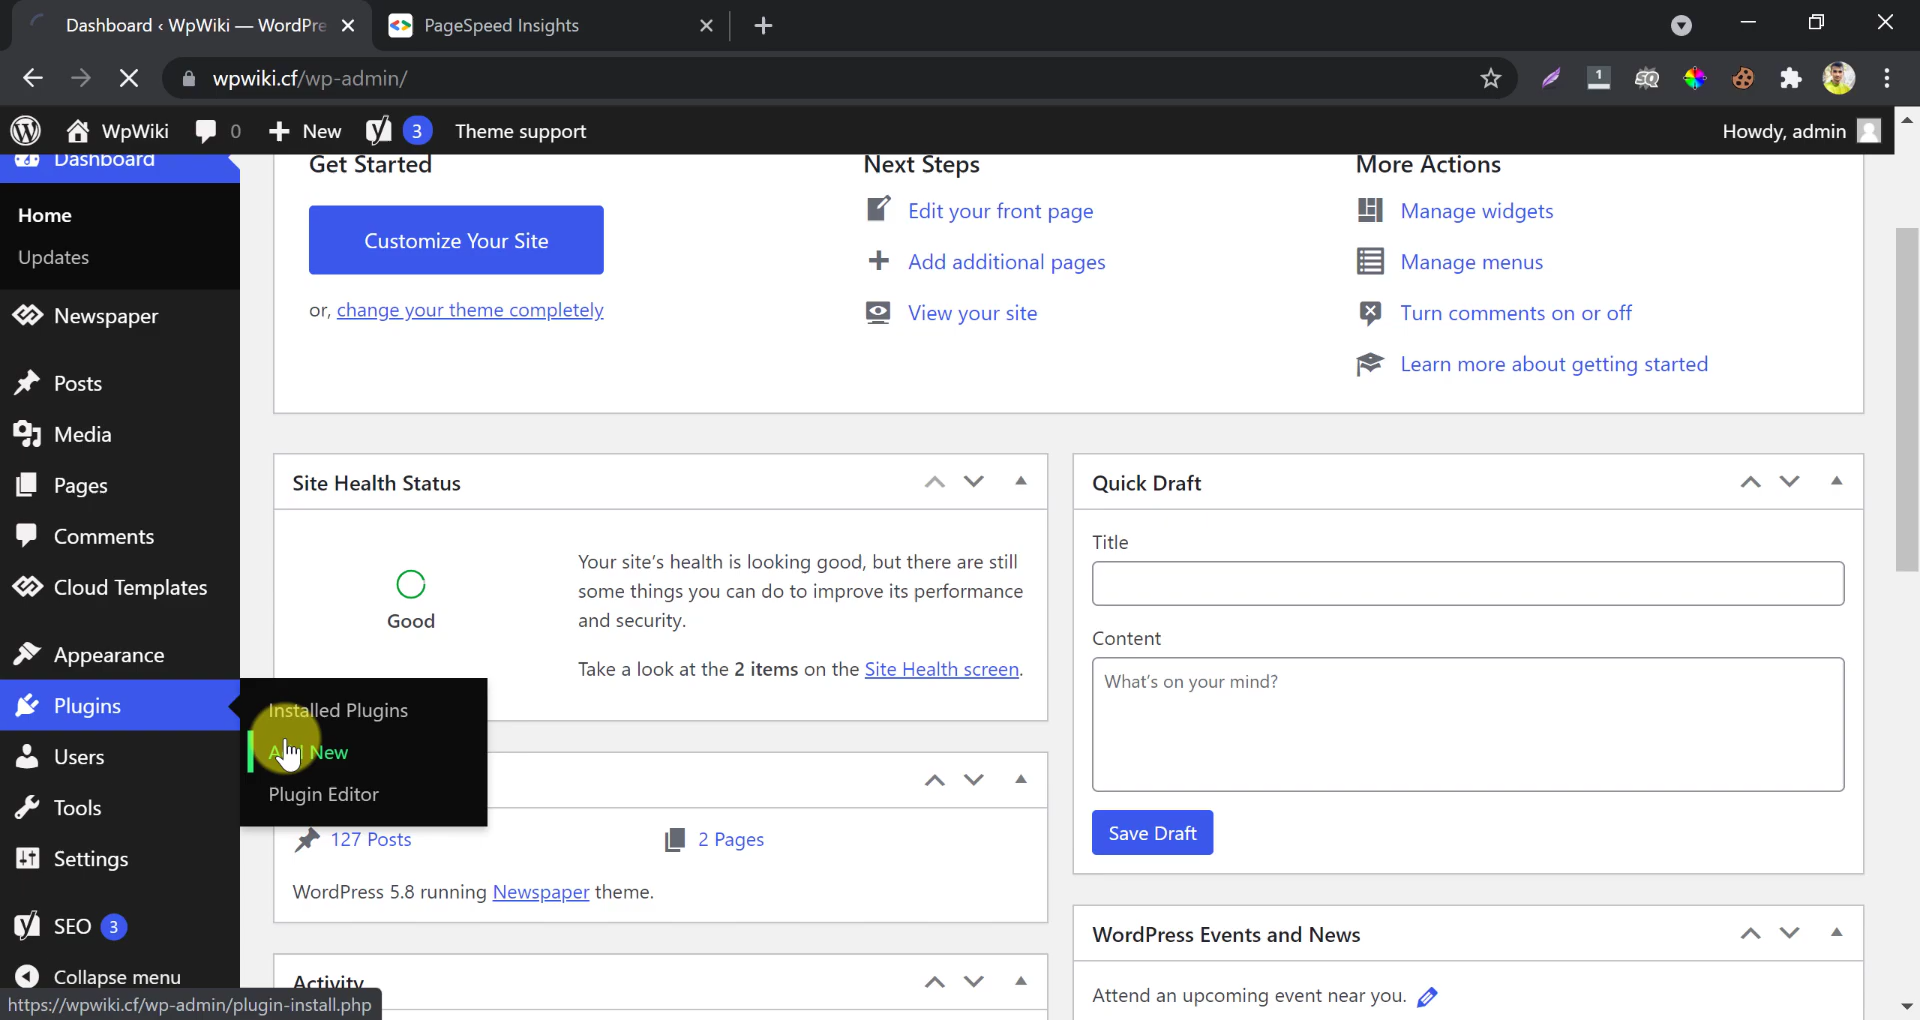 Dashboard ‹ WpWiki — WordPre
PageSpeed Insights
wpwiki.cf/wp-admin/
WpWiki 0 New 3 Theme support
Howdy, admin
Dashboard
Home
Updates
Newspaper
Posts
Media
Pages
Comments
Cloud Templates
Appearance
Plugins
Users
Tools
Settings
SEO 3
Collapse menu
Installed Plugins
Add New
Plugin Editor
https://wpwiki.cf/wp-admin/plugin-install.php
Get Started
Customize Your Site
or, change your theme completely
Next Steps
Edit your front page
Add additional pages
View your site
More Actions
Manage widgets
Manage menus
Turn comments on or off
Learn more about getting started
Site Health Status
Good
Your site's health is looking good, but there are still
some things you can do to improve its performance
and security.
Take a look at the 2 items on the Site Health screen.
127 Posts
2 Pages
WordPress 5.8 running Newspaper theme.
Activity
Quick Draft
Title
Content
What's on your mind?
Save Draft
WordPress Events and News
Attend an upcoming event near you.